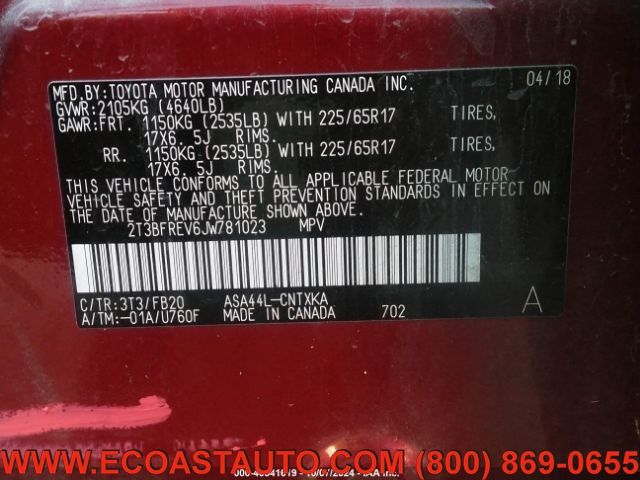 MFD.BY:TOYOTA MOTOR MANUFACTURING CANADA INC. 04/18
GVWR:2105KG (4640LB)
GAWR:FRT. 1150KG (2535LB) WITH 225/65R17 TIRES,
17X6. 5J RIMS.
RR. 1150KG (2535LB) WITH 225/65R17 TIRES,
17X6. 5J RIMS.
THIS VEHICLE CONFORMS TO ALL APPLICABLE FEDERAL MOTOR
VEHICLE SAFETY AND THEFT PREVENTION STANDARDS IN EFFECT ON
THE DATE OF MANUFACTURE SHOWN ABOVE.
2T3BFREV6JW781023 MPV
C/TR:3T3/FB20 ASA44L-CNTXKA
A/TM:-01A/U760F MADE IN CANADA 702 A
WWW.ECOASTAUTO.COM (800) 869-0655